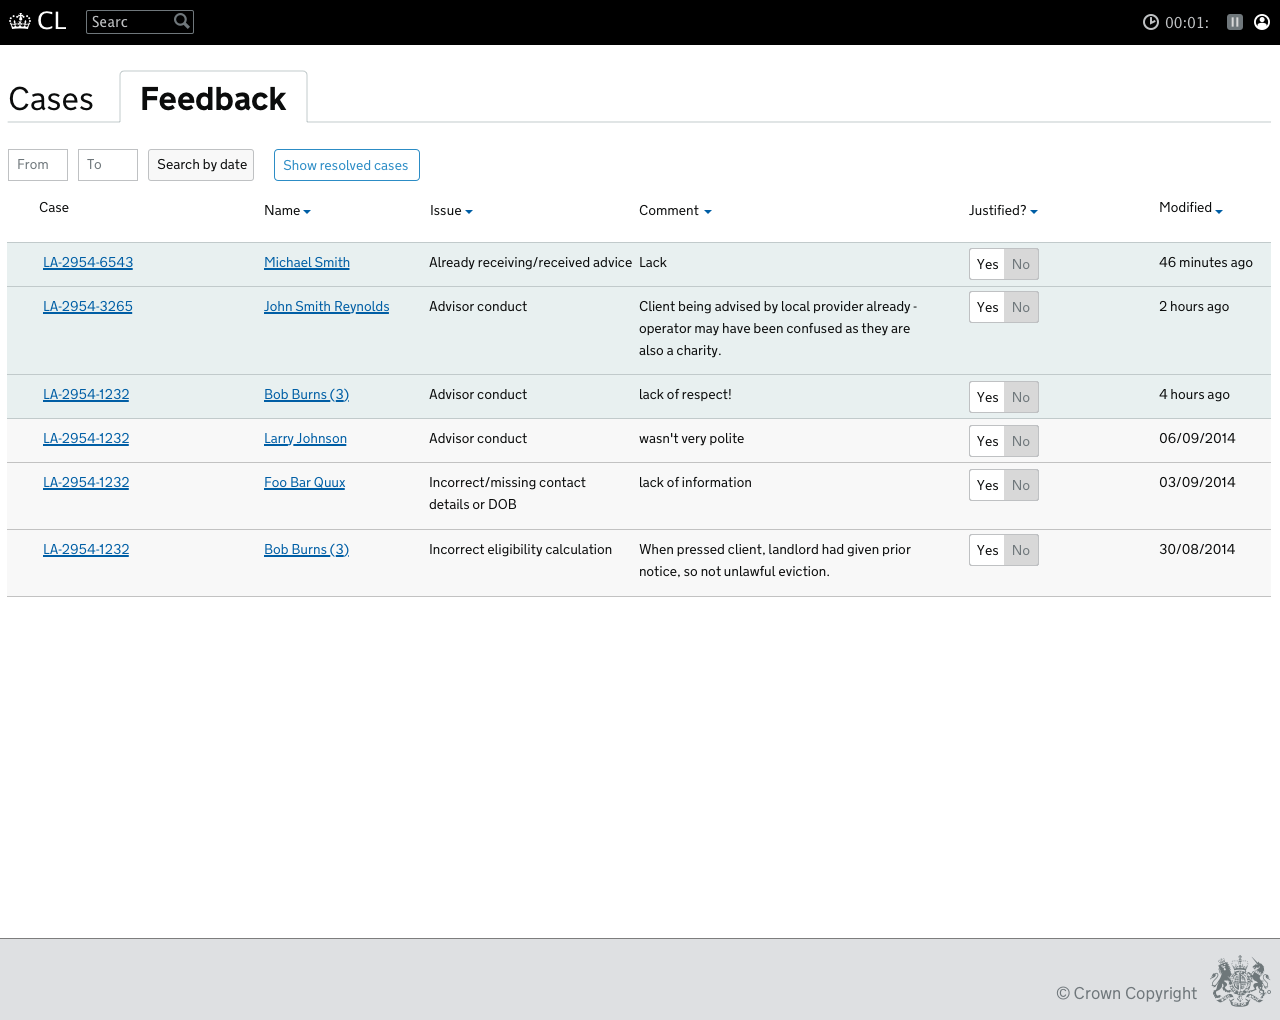 CL Searc 00:01:
Cases Feedback
From To Search by date Show resolved cases
Case Name Issue Comment Justified? Modified
LA-2954-6543 Michael Smith Already receiving/received advice Lack Yes No 46 minutes ago
LA-2954-3265 John Smith Reynolds Advisor conduct Client being advised by local provider already - Yes No 2 hours ago
operator may have been confused as they are
also a charity.
LA-2954-1232 Bob Burns (3) Advisor conduct lack of respect! Yes No 4 hours ago
LA-2954-1232 Larry Johnson Advisor conduct wasn't very polite Yes No 06/09/2014
LA-2954-1232 Foo Bar Quux Incorrect/missing contact lack of information Yes No 03/09/2014
details or DOB
LA-2954-1232 Bob Burns (3) Incorrect eligibility calculation When pressed client, landlord had given prior Yes No 30/08/2014
notice, so not unlawful eviction.
© Crown Copyright